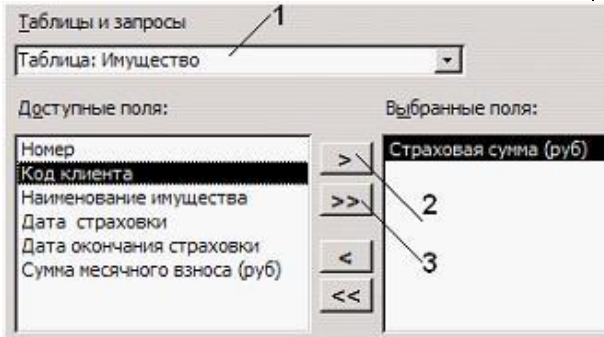 Таблицы и запросы
1
Таблица: Имущество
Доступные поля:
Выбранные поля:
Номер
Код клиента
Наименование имущества
Дата страховки
Дата окончания страховки
Сумма месячного взноса (руб)
>
>>
<
<<
Страховая сумма (руб)
2
3